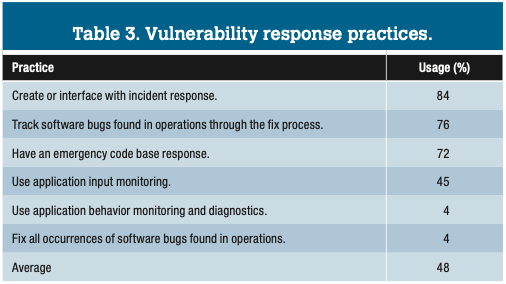 Table 3. Vulnerability response practices.
Practice Usage (%)
Create or interface with incident response. 84
Track software bugs found in operations through the fix process. 76
Have an emergency code base response. 72
Use application input monitoring. 45
Use application behavior monitoring and diagnostics. 4
Fix all occurrences of software bugs found in operations. 4
Average 48